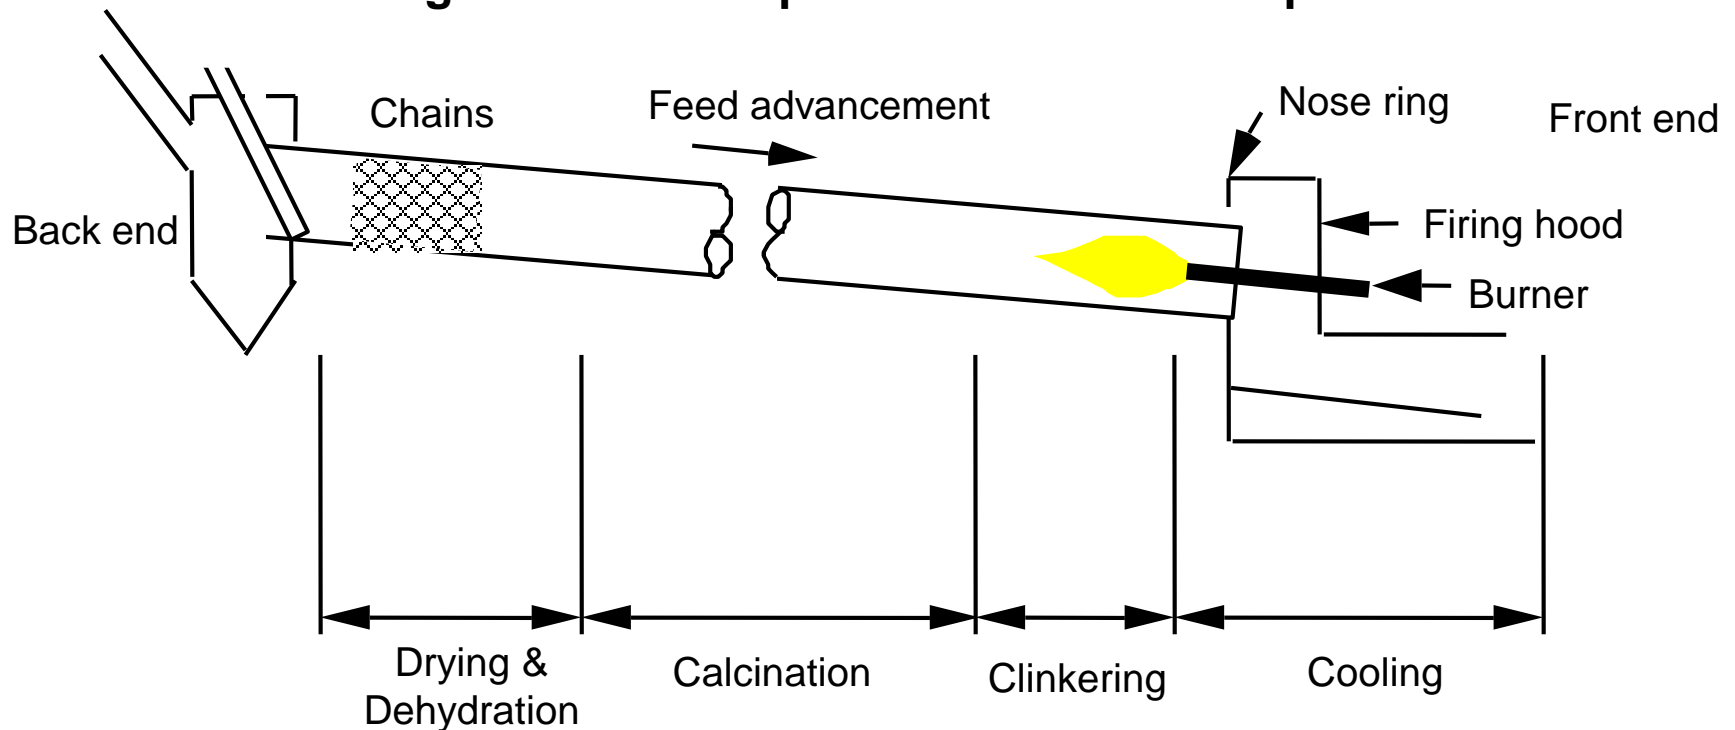 Chains
Feed advancement
Nose ring
Front end
Back end
Firing hood
Burner
Drying &
Dehydration
Calcination
Clinkering
Cooling